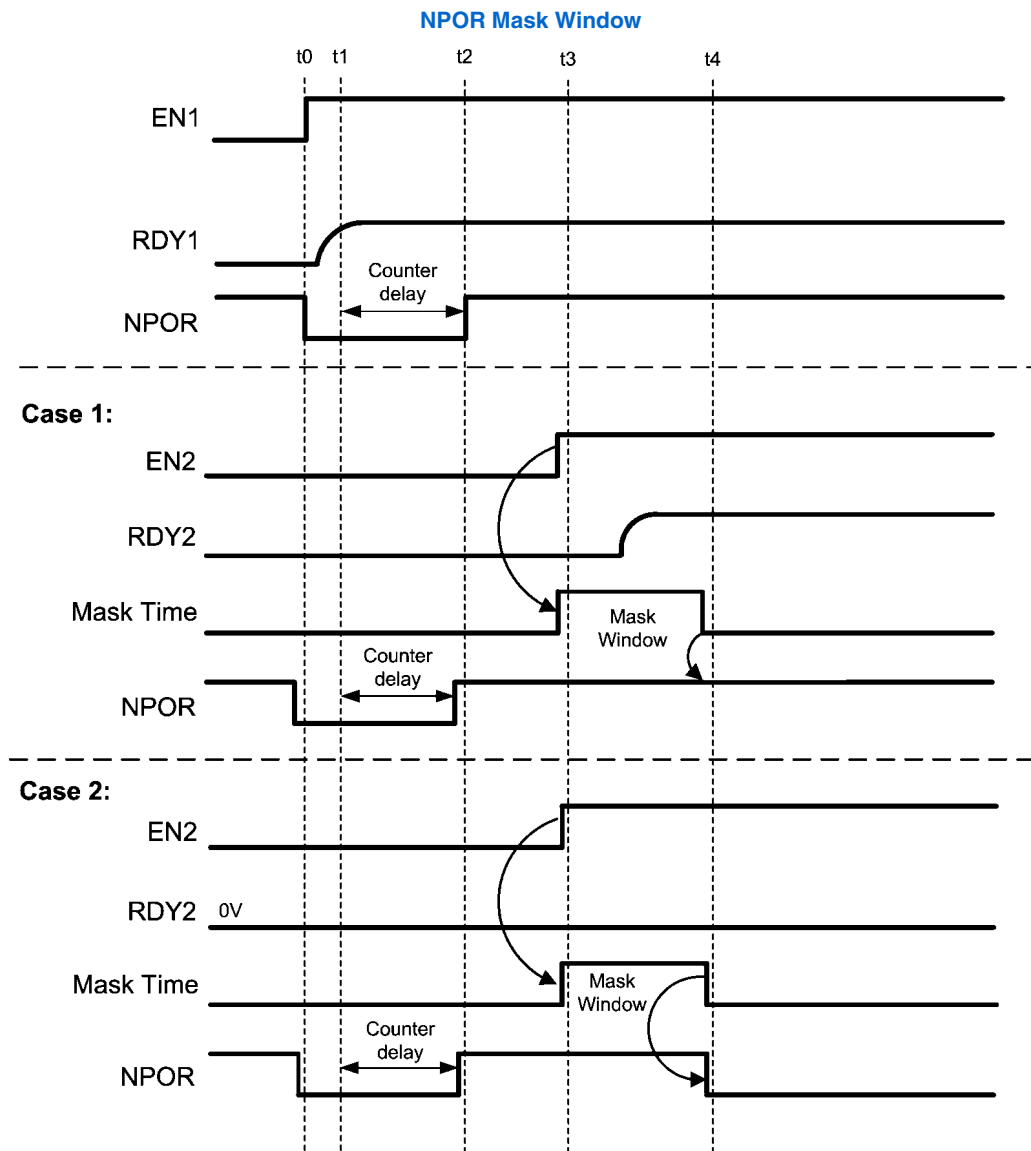 NPOR Mask Window
t0 t1 t2 t3 t4
EN1
RDY1
Counter
delay
NPOR
Case 1:
EN2
RDY2
Mask Time
Mask
Window
Counter
delay
NPOR
Case 2:
EN2
RDY2 0V
Mask Time
Mask
Window
Counter
delay
NPOR